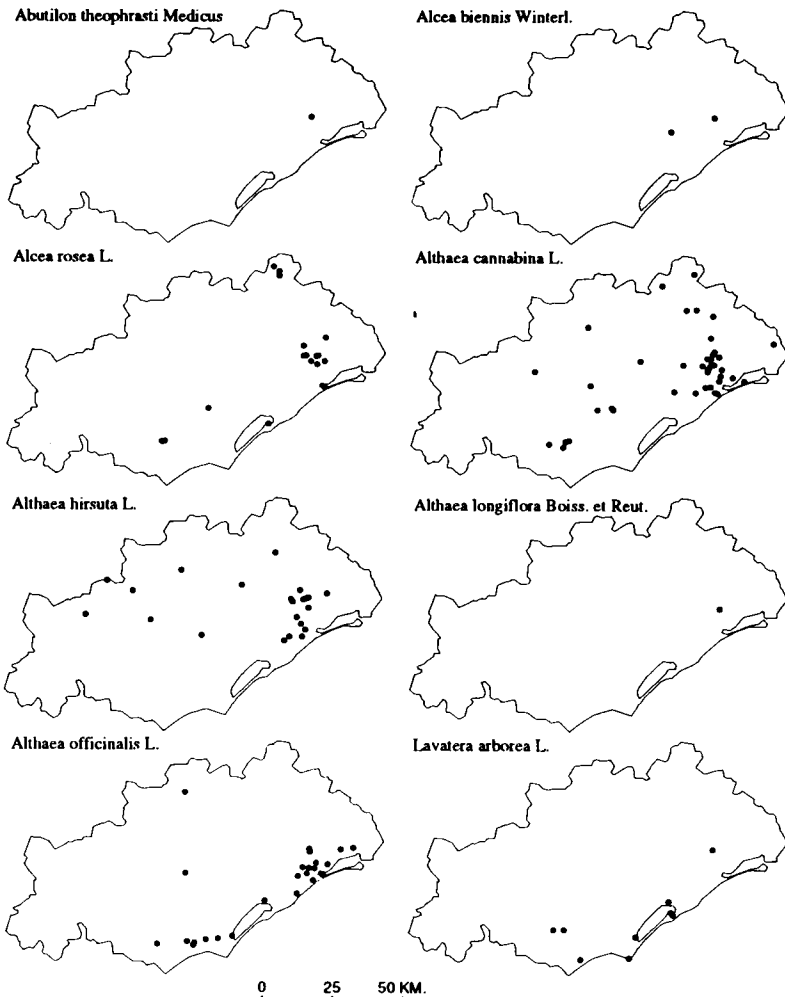 Abutilon theophrasti Medicus
Alcea biennis Winterl.
Alcea rosea L.
Althaea cannabina L.
Althaea hirsuta L.
Althaea longiflora Boiss. et Reut.
Althaea officinalis L.
Lavatera arborea L.
0 25 50 KM.